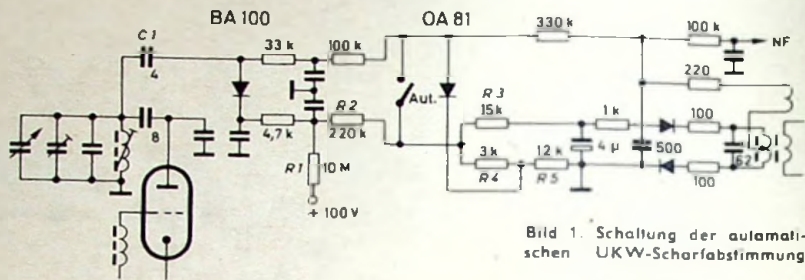 BA 100
OA 81
C1
4
33 k
100 k
330 k
100 k
NF
220
8
4,7 k
R2
220 k
Aut.
R3
15k
1 k
100
R1
10 M
3 k
R4
12 k
R5
4 µ
500
62
100
+ 100 V
Bild 1. Schaltung der automati-
schen UKW-Scharfabstimmung